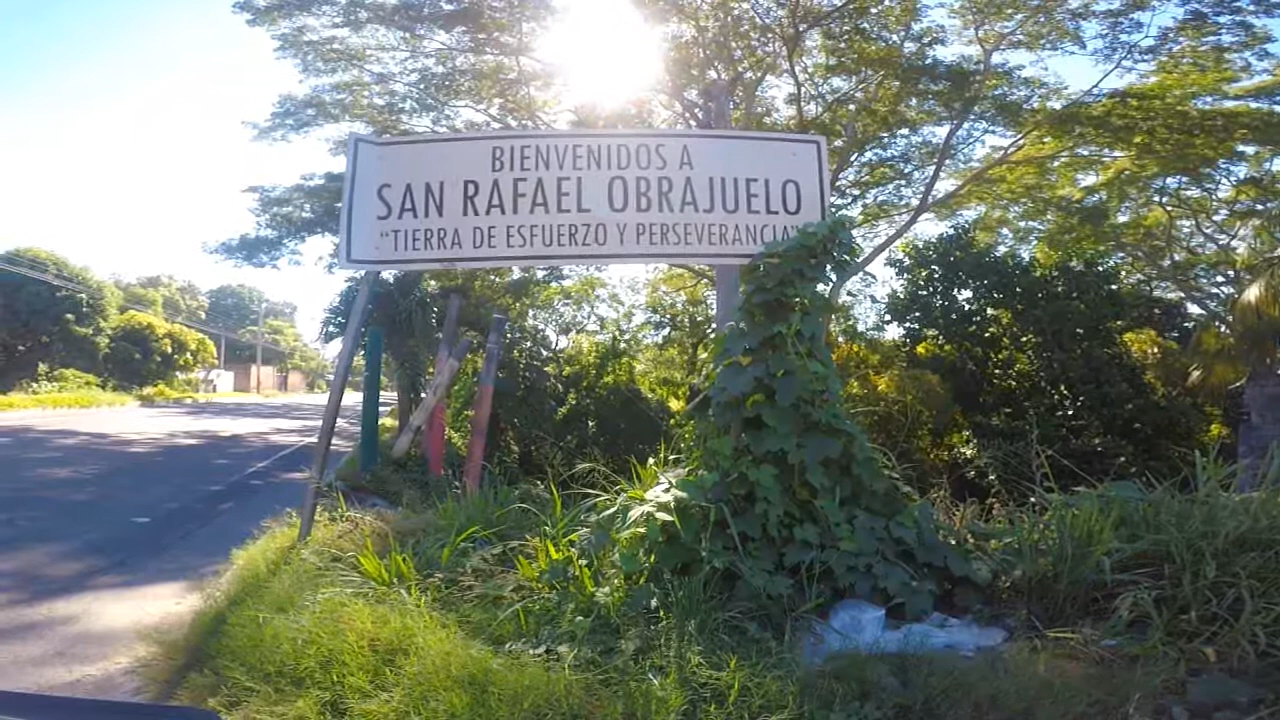 BIENVENIDOS A
SAN RAFAEL OBRAJUELO
"TIERRA DE ESFUERZO Y PERSEVERANCIA"